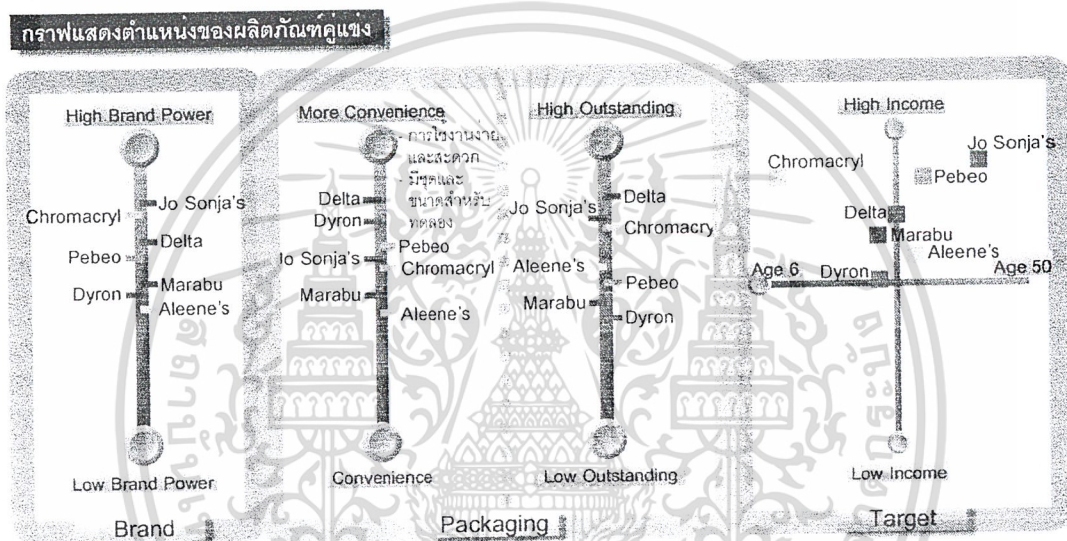 กราฟแสดงตำแหน่งของผลิตภัณฑ์คู่แข่ง
High Brand Power
Jo Sonja's
Chromacryl
Delta
Pebeo
Marabu
Dyron
Aleene's
Low Brand Power
Brand
More Convenience
- การใช้งานง่าย
และสะดวก
- มีชุดและ
ขนาดสำหรับ
ทดลอง
Delta
Dyron
Pebeo
Jo Sonja's
Chromacryl
Marabu
Aleene's
Convenience
High Outstanding
Delta
Jo Sonja's
Chromacry
Aleene's
Pebeo
Marabu
Dyron
Low Outstanding
Packaging
High Income
Jo Sonja's
Chromacryl
Pebeo
Delta
Marabu
Aleene's
Age 6
Dyron
Age 50
Low Income
Target